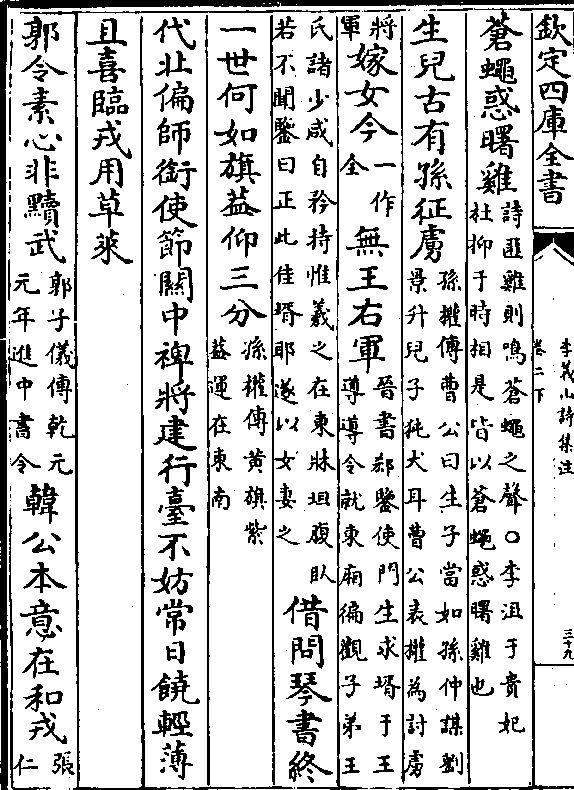 欽定四庫全書
李義山詩集注
卷二下
三十九
蒼蠅惑曙雞
詩匪雞則鳴蒼蠅之聲○李沮于貴妃
杜抑于時相是皆以蒼蠅惑曙雞也
生兒古有孫征虜
孫權傳曹公曰生子當如孫仲謀劉
景升兒子㹠犬耳曹公表權為討虜
將
軍
嫁女今
一作
全
無王右軍
晉書郗鑒使門生求壻于王
導導令就東廂徧觀子弟王
氏諸少咸自矜持惟羲之在東牀坦腹臥
若不聞鑒曰正此佳壻耶遂以女妻之
借問琴書終
一世何如旗葢仰三分
孫權傳黄旗紫
葢運在東南
代北偏師銜使節關中裨將建行臺不妨常日饒輕薄
且喜臨戎用草萊
郭令素心非黷武
郭子儀傳乾元
元年進中書令
韓公本意在和戎
張
仁